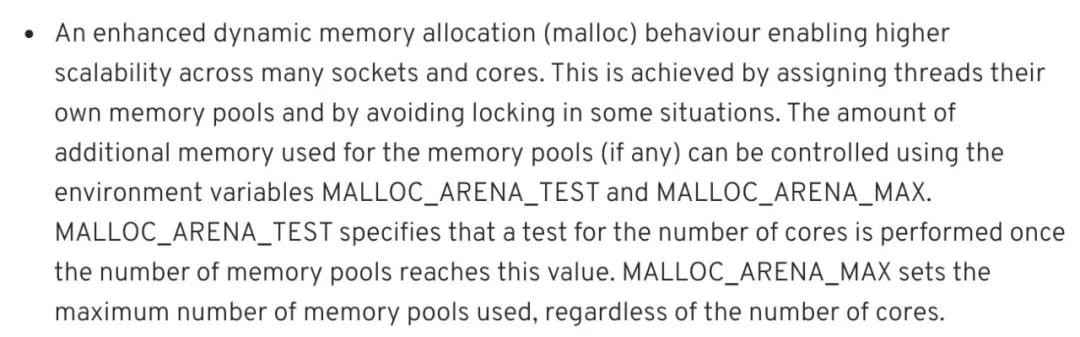 • An enhanced dynamic memory allocation (malloc) behaviour enabling higher
scalability across many sockets and cores. This is achieved by assigning threads their
own memory pools and by avoiding locking in some situations. The amount of
additional memory used for the memory pools (if any) can be controlled using the
environment variables MALLOC_ARENA_TEST and MALLOC_ARENA_MAX.
MALLOC_ARENA_TEST specifies that a test for the number of cores is performed once
the number of memory pools reaches this value. MALLOC_ARENA_MAX sets the
maximum number of memory pools used, regardless of the number of cores.